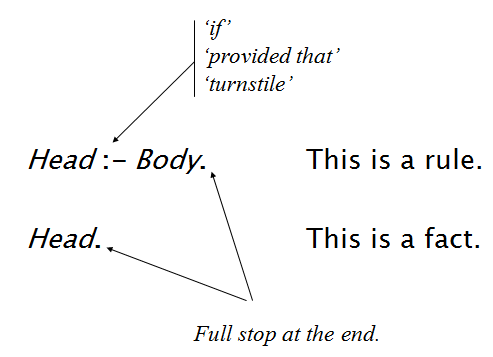 ‘if’
‘provided that’
‘turnstile’
Head :– Body. This is a rule.
Head. This is a fact.
Full stop at the end.